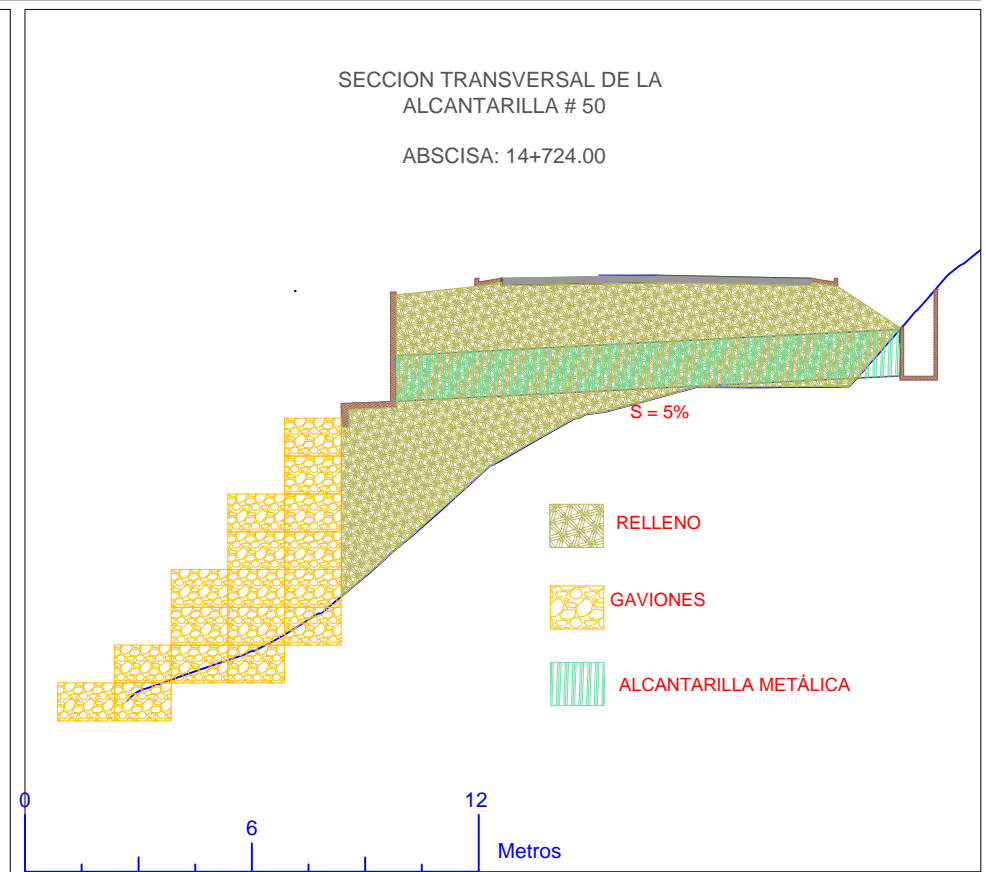 SECCION TRANSVERSAL DE LA
ALCANTARILLA # 50
ABSCISA: 14+724.00
S = 5%
RELLENO
GAVIONES
ALCANTARILLA METÁLICA
0
6
12
Metros